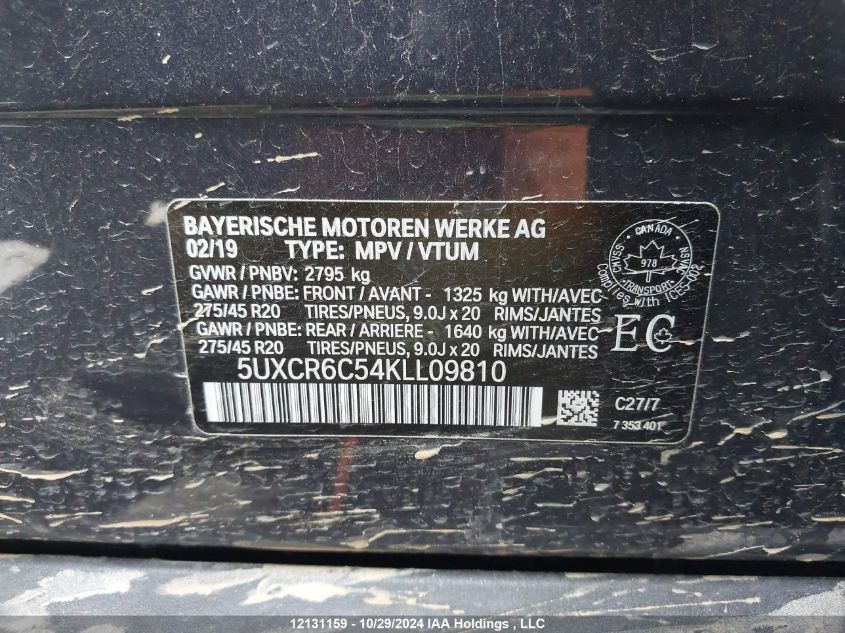 BAYERISCHE MOTOREN WERKE AG
02/19 TYPE: MPV / VTUM
GVWR / PNBV: 2795 kg
GAWR / PNBE: FRONT / AVANT - 1325 kg WITH/AVEC
275/45 R20 TIRES/PNEUS, 9.0J x 20 RIMS/JANTES
GAWR / PNBE: REAR / ARRIERE - 1640 kg WITH/AVEC
275/45 R20 TIRES/PNEUS, 9.0J x 20 RIMS/JANTES
5UXCR6C54KLL09810
CANADA
978
TRANSPORT
Complies with ICES-002
EC
C27/7
7 353 401
12131159 - 10/29/2024 IAA Holdings , LLC